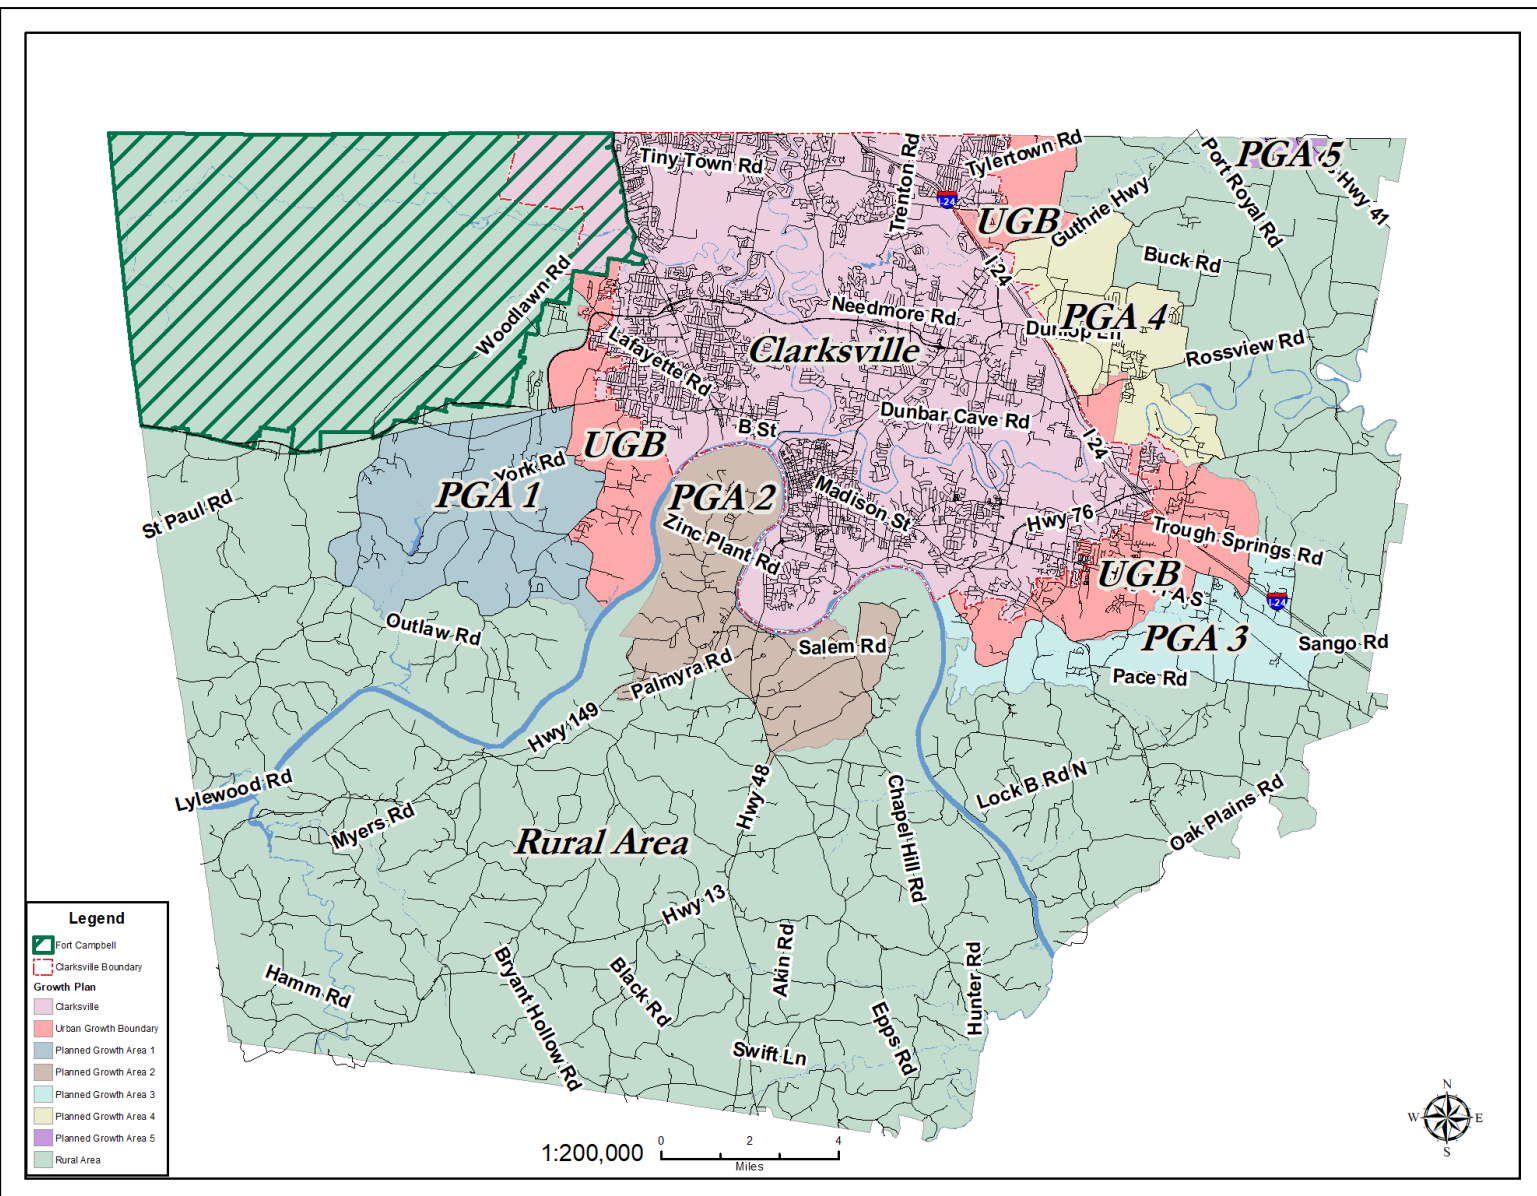 Tiny Town Rd
Trenton Rd
Tylertown Rd
PGA 5
Hwy 41
Port Royal Rd
I-24
UGB
Guthrie Hwy
Buck Rd
Woodlawn Rd
I 24
Needmore Rd
PGA 4
Dunlop Ln
Clarksville
Lafayette Rd
Rossview Rd
Dunbar Cave Rd
B St
UGB
I 24
York Rd
PGA 1
PGA 2
Madison St
St Paul Rd
Hwy 76
Zinc Plant Rd
Trough Springs Rd
UGB
A S
I-24
Outlaw Rd
Salem Rd
PGA 3
Sango Rd
Palmyra Rd
Pace Rd
Hwy 149
Lylewood Rd
Hwy 48
Chapel Hill Rd
Lock B Rd N
Oak Plains Rd
Myers Rd
Rural Area
Hwy 13
Hamm Rd
Bryant Hollow Rd
Black Rd
Akin Rd
Hunter Rd
Epps Rd
Swift Ln
Legend
Fort Campbell
Clarksville Boundary
Growth Plan
Clarksville
Urban Growth Boundary
Planned Growth Area 1
Planned Growth Area 2
Planned Growth Area 3
Planned Growth Area 4
Planned Growth Area 5
Rural Area
1:200,000
0 2 4
Miles
N
W E
S